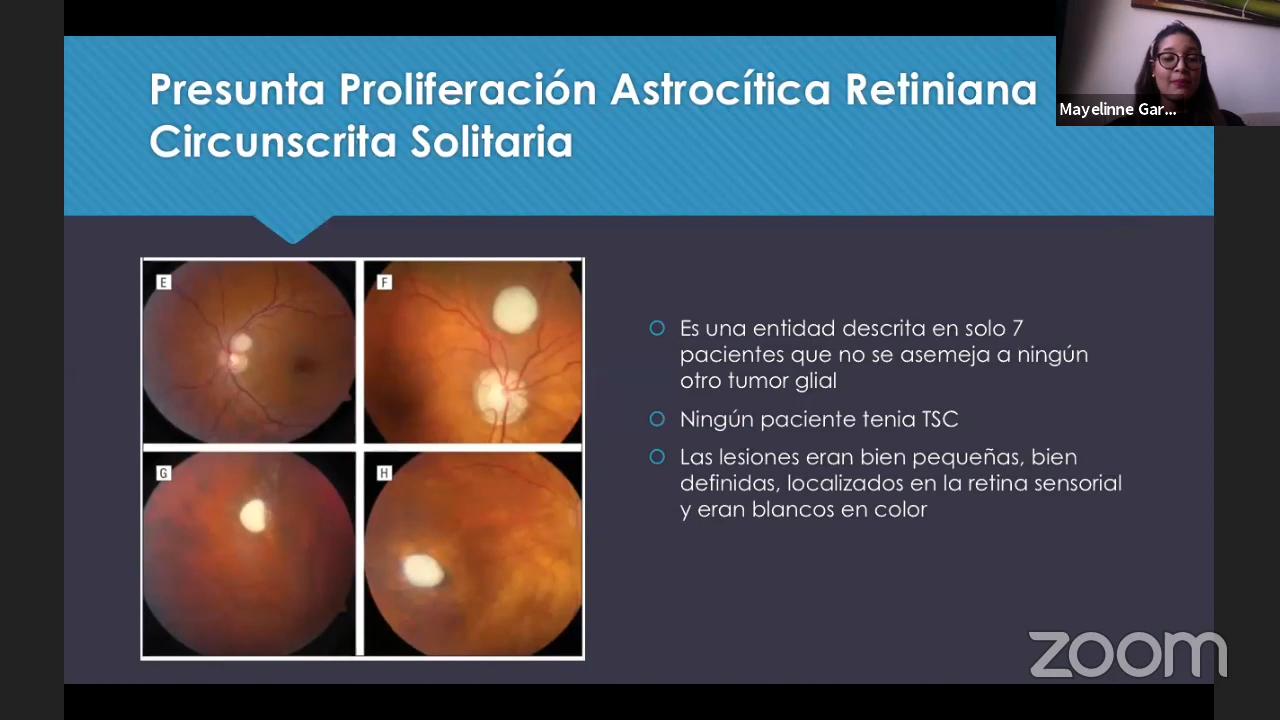 Presunta Proliferación Astrocítica Retiniana
Circunscrita Solitaria
Mayelinne Gar...
E
F
G
H
Es una entidad descrita en solo 7
pacientes que no se asemeja a ningún
otro tumor glial
Ningún paciente tenia TSC
Las lesiones eran bien pequeñas, bien
definidas, localizados en la retina sensorial
y eran blancos en color
zoom